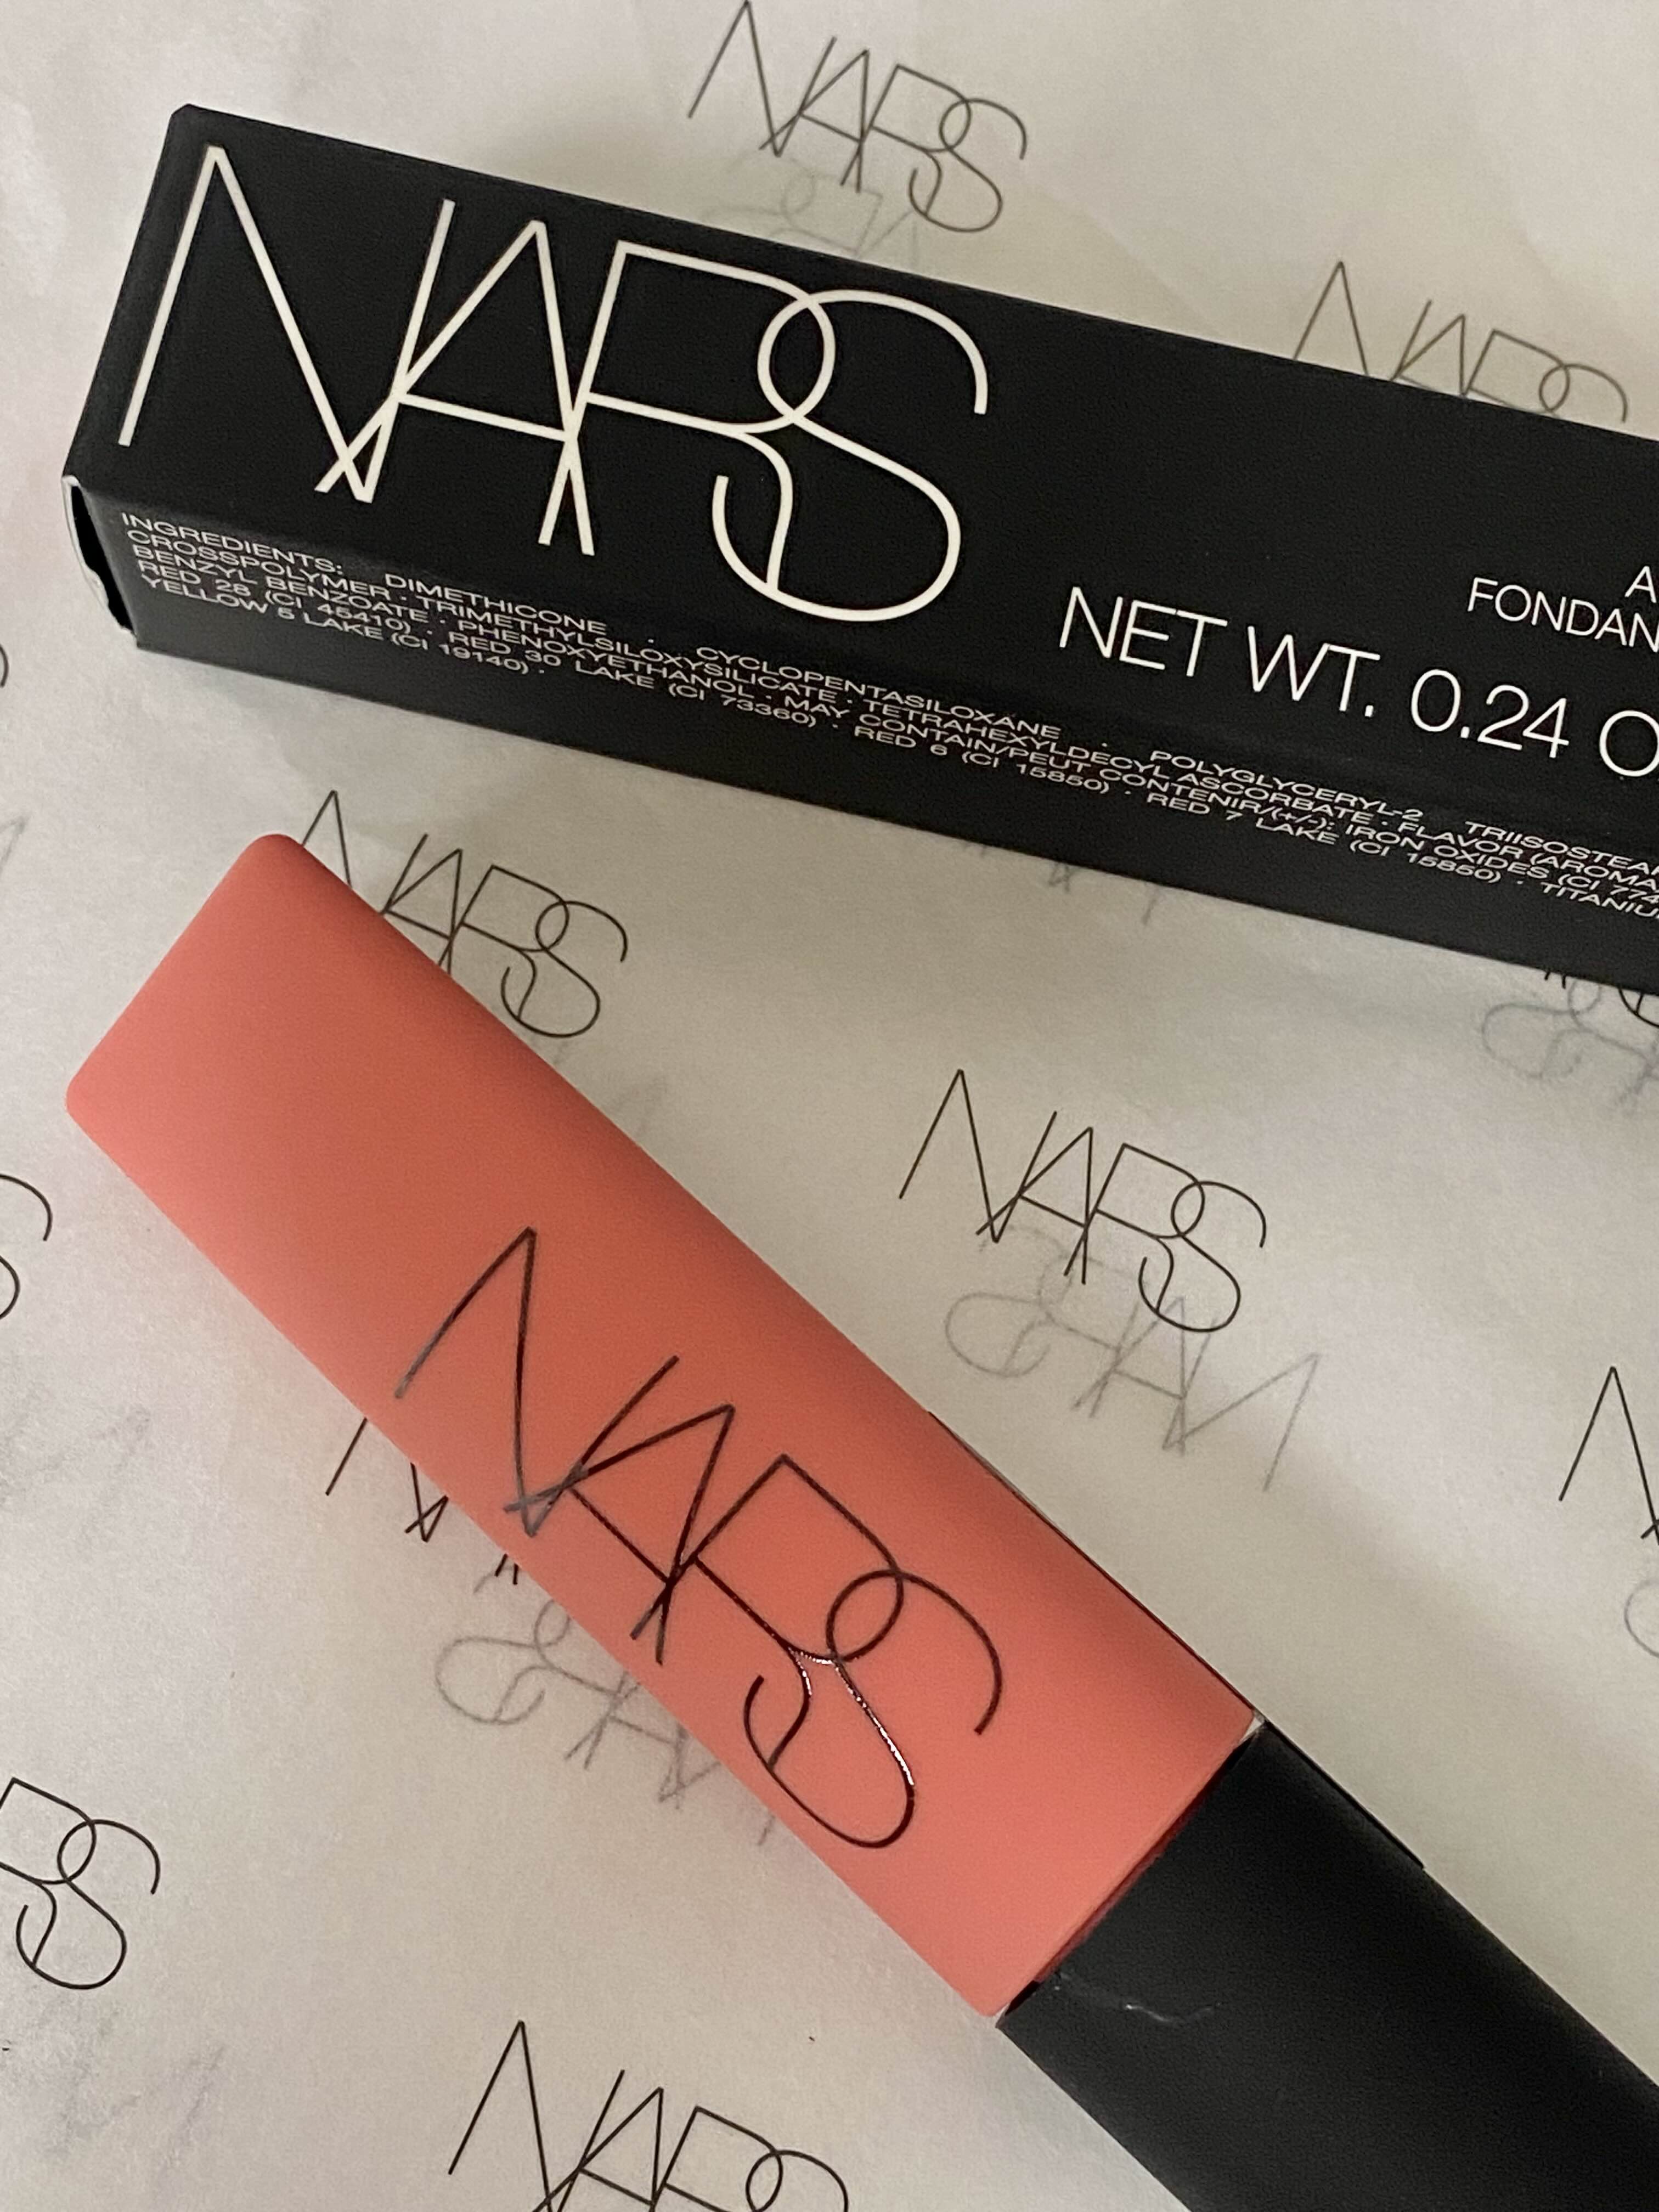 NARS
NARS
NARS
A
FONDAN
NET WT. 0.24 O
INGREDIENTS: DIMETHICONE · CYCLOPENTASILOXANE · POLYGLYCERYL-2 TRIISOSTEA
CROSSPOLYMER · TRIMETHYLSILOXYSILICATE · TETRAHEXYLDECYL ASCORBATE · FLAVOR (AROMA
BENZYL BENZOATE · PHENOXYETHANOL · MAY CONTAIN/PEUT CONTENIR/(+/-): IRON OXIDES (CI 774
RED 28 (CI 45410) · RED 30 LAKE (CI 73360) · RED 6 (CI 15850) · RED 7 LAKE (CI 15850) · TITANIU
YELLOW 5 LAKE (CI 19140) ·
NARS
NARS
NARS
NARS